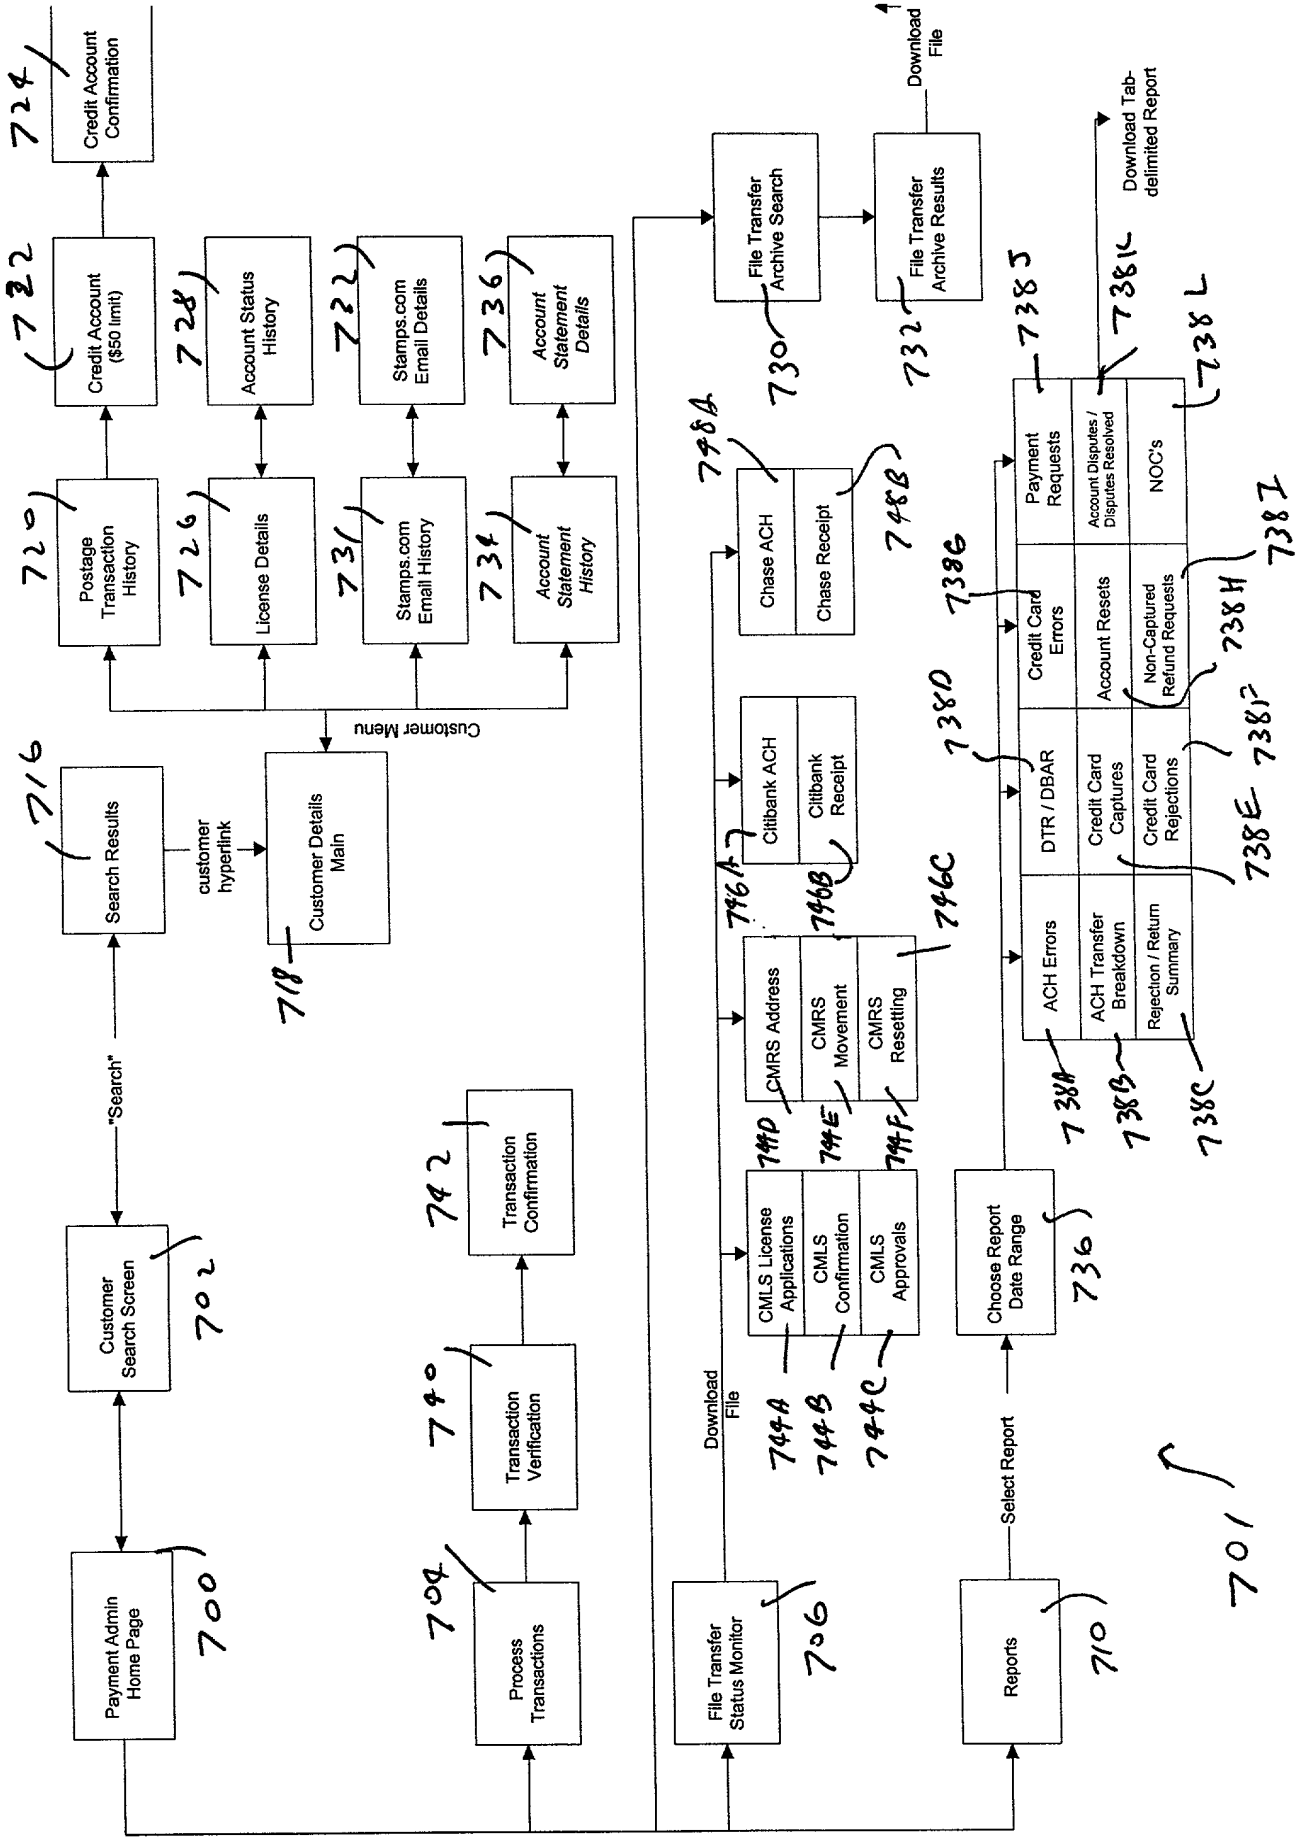 700
Payment Admin
Home Page
702
Customer
Search Screen
"Search"
716
Search Results
customer
hyperlink
718
Customer Details
Main
Customer Menu
720
Postage
Transaction
History
722
Credit Account
($50 limit)
724
Credit Account
Confirmation
726
License Details
728
Account Status
History
731
Stamps.com
Email History
732
Stamps.com
Email Details
734
Account
Statement
History
736
Account
Statement
Details
704
Process
Transactions
740
Transaction
Verification
742
Transaction
Confirmation
730
File Transfer
Archive Search
732
File Transfer
Archive Results
Download
File
706
File Transfer
Status Monitor
Download
File
744A
CMLS License
Applications
744B
CMLS
Confirmation
744C
CMLS
Approvals
744D
CMRS Address
744E
CMRS
Movement
744F
CMRS
Resetting
746C
746A
Citibank ACH
746B
Citibank
Receipt
748A
Chase ACH
748B
Chase Receipt
710
Reports
Select Report
736
Choose Report
Date Range
738A
ACH Errors
738B
ACH Transfer
Breakdown
738C
Rejection / Return
Summary
738D
DTR / DBAR
738E
Credit Card
Captures
738F
Credit Card
Rejections
738G
Credit Card
Errors
738H
Account Resets
738I
Non-Captured
Refund Requests
738J
Payment
Requests
738K
Account Disputes /
Disputes Resolved
738L
NOC's
Download Tab-
delimited Report
701